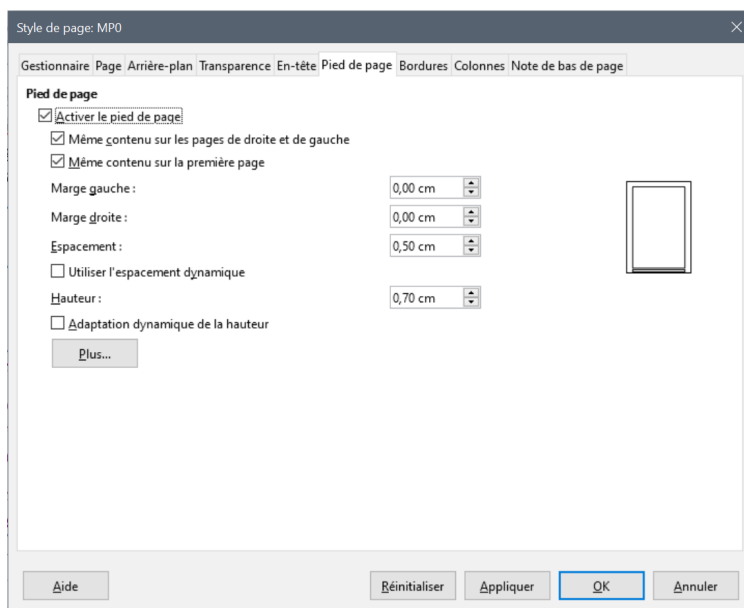 Style de page: MP0
Gestionnaire Page Arrière-plan Transparence En-tête Pied de page Bordures Colonnes Note de bas de page
Pied de page
Activer le pied de page
Même contenu sur les pages de droite et de gauche
Même contenu sur la première page
Marge gauche : 0,00 cm
Marge droite : 0,00 cm
Espacement : 0,50 cm
Utiliser l'espacement dynamique
Hauteur : 0,70 cm
Adaptation dynamique de la hauteur
Plus...
Aide Réinitialiser Appliquer OK Annuler